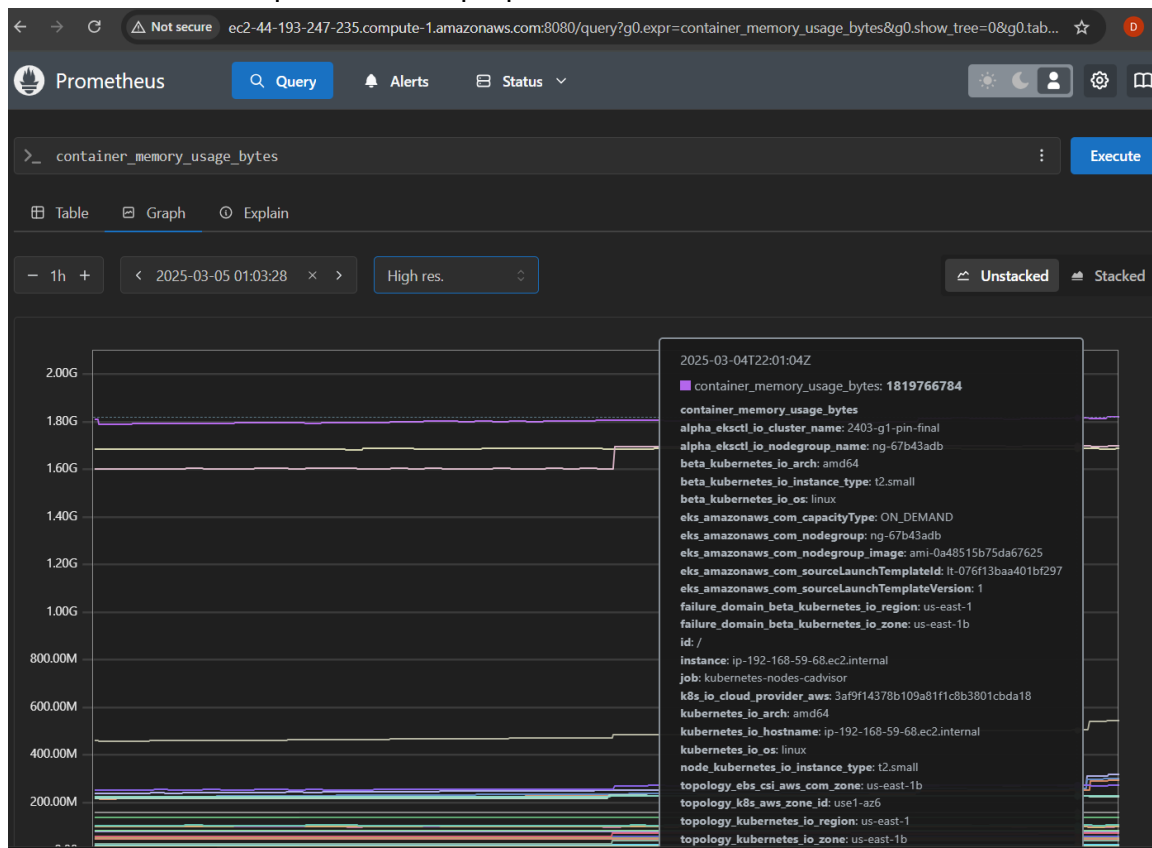 Not secure ec2-44-193-247-235.compute-1.amazonaws.com:8080/query?g0.expr=container_memory_usage_bytes&g0.show_tree=0&g0.tab... D
Prometheus Query Alerts Status
>_ container_memory_usage_bytes Execute
Table Graph Explain
− 1h + < 2025-03-05 01:03:28 × > High res. Unstacked Stacked
2.00G
1.80G
1.60G
1.40G
1.20G
1.00G
800.00M
600.00M
400.00M
200.00M
2025-03-04T22:01:04Z
container_memory_usage_bytes: 1819766784
container_memory_usage_bytes
alpha_eksctl_io_cluster_name: 2403-g1-pin-final
alpha_eksctl_io_nodegroup_name: ng-67b43adb
beta_kubernetes_io_arch: amd64
beta_kubernetes_io_instance_type: t2.small
beta_kubernetes_io_os: linux
eks_amazonaws_com_capacityType: ON_DEMAND
eks_amazonaws_com_nodegroup: ng-67b43adb
eks_amazonaws_com_nodegroup_image: ami-0a48515b75da67625
eks_amazonaws_com_sourceLaunchTemplateId: lt-076f13baa401bf297
eks_amazonaws_com_sourceLaunchTemplateVersion: 1
failure_domain_beta_kubernetes_io_region: us-east-1
failure_domain_beta_kubernetes_io_zone: us-east-1b
id: /
instance: ip-192-168-59-68.ec2.internal
job: kubernetes-nodes-cadvisor
k8s_io_cloud_provider_aws: 3af9f14378b109a81f1c8b3801cbda18
kubernetes_io_arch: amd64
kubernetes_io_hostname: ip-192-168-59-68.ec2.internal
kubernetes_io_os: linux
node_kubernetes_io_instance_type: t2.small
topology_ebs_csi_aws_com_zone: us-east-1b
topology_k8s_aws_zone_id: use1-az6
topology_kubernetes_io_region: us-east-1
topology_kubernetes_io_zone: us-east-1b